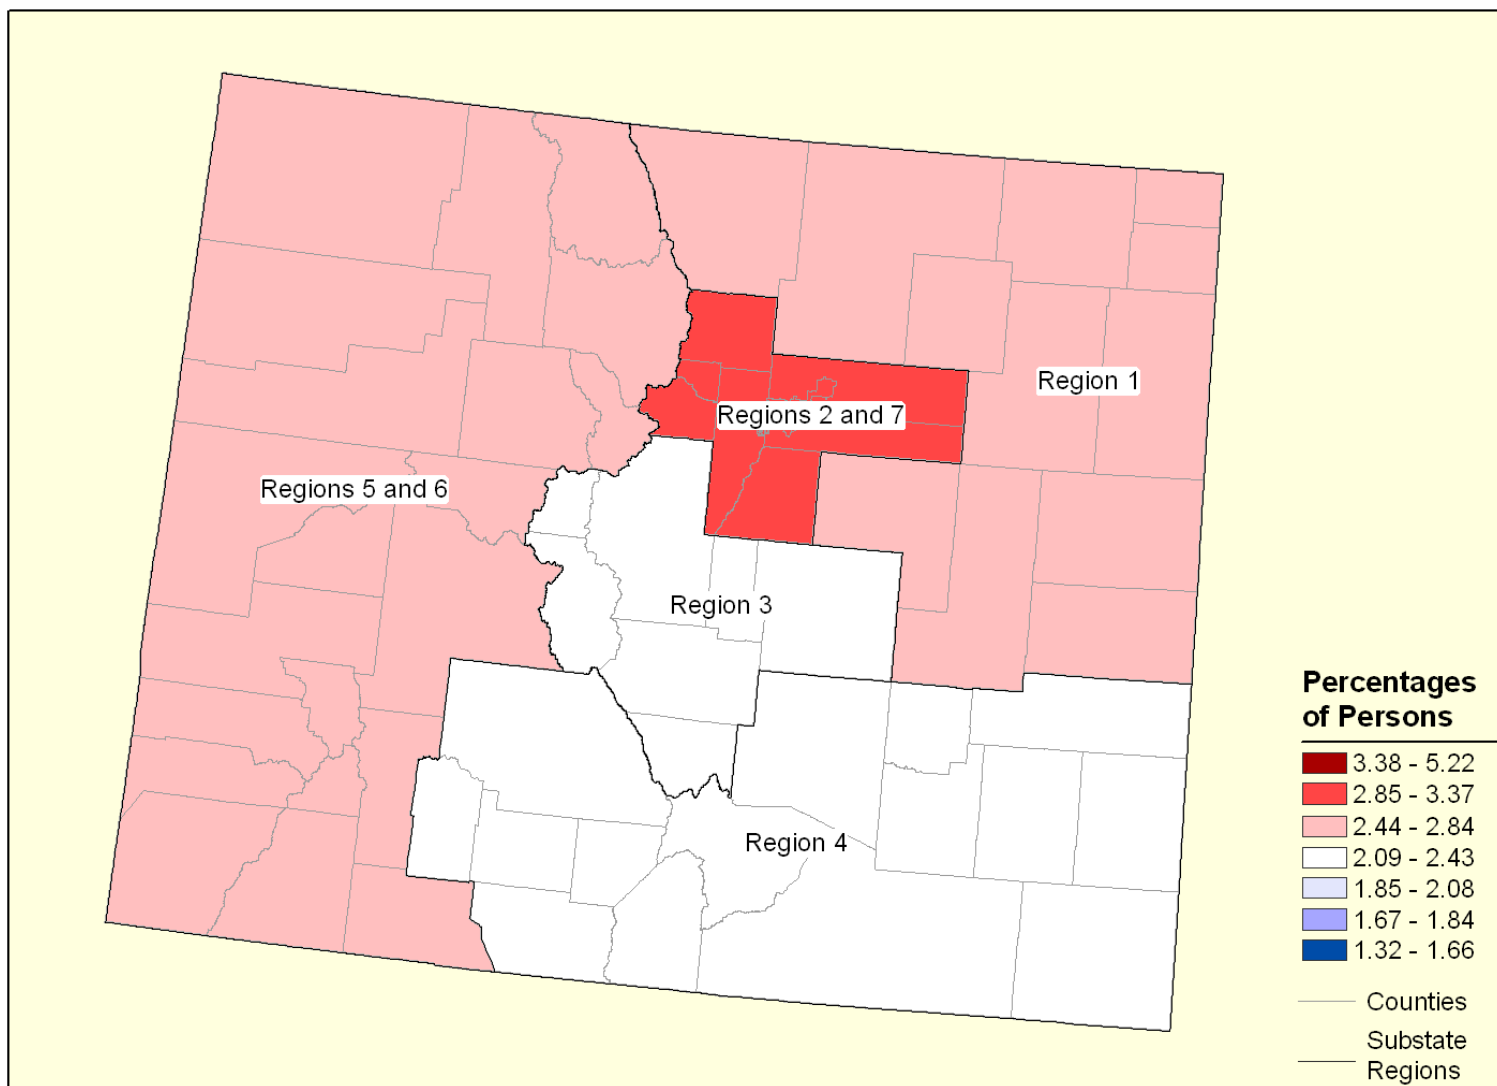 Region 1
Regions 2 and 7
Regions 5 and 6
Region 3
Region 4
Percentages
of Persons
3.38 - 5.22
2.85 - 3.37
2.44 - 2.84
2.09 - 2.43
1.85 - 2.08
1.67 - 1.84
1.32 - 1.66
Counties
Substate
Regions